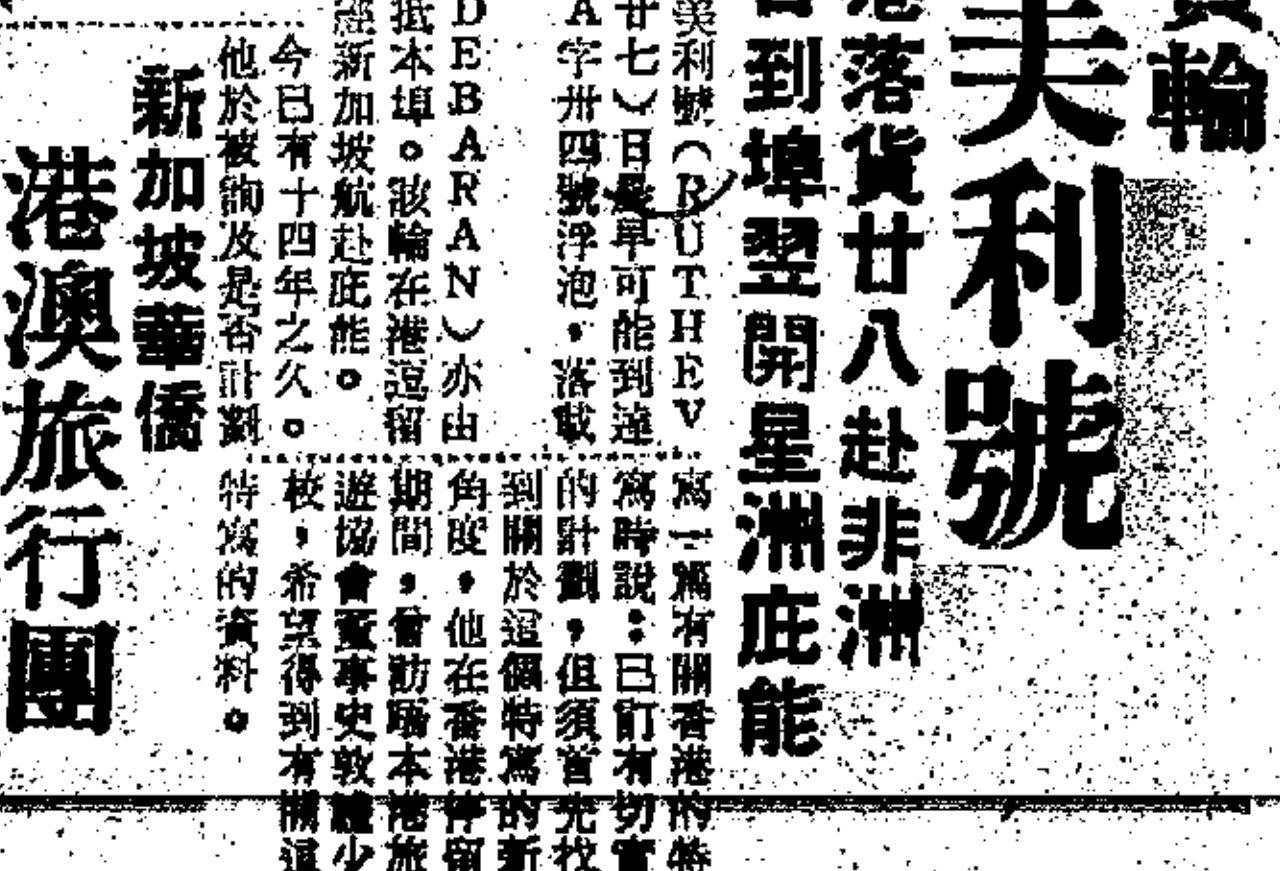 輪
美利號
港落貨廿八赴非洲
到埠翌開星洲庇能
美利號（RUTHEV
廿七）日最早可能到達
A字卅四號浮泡，落載
DEBARAN）亦由
抵本埠。該輪在港逗留
經新加坡航赴庇能。
今已有十四年之久。
他於被詢及是否計劃
寫一篇有關香港的特
寫時說：已訂有切實
的計劃，但須首先找
到關於這個特寫的新
角度，他在香港停留
期間，曾訪晤本港旅
遊協會董事史敦護少
校，希望得到有關這
特寫的資料。
新加坡華僑
港澳旅行團